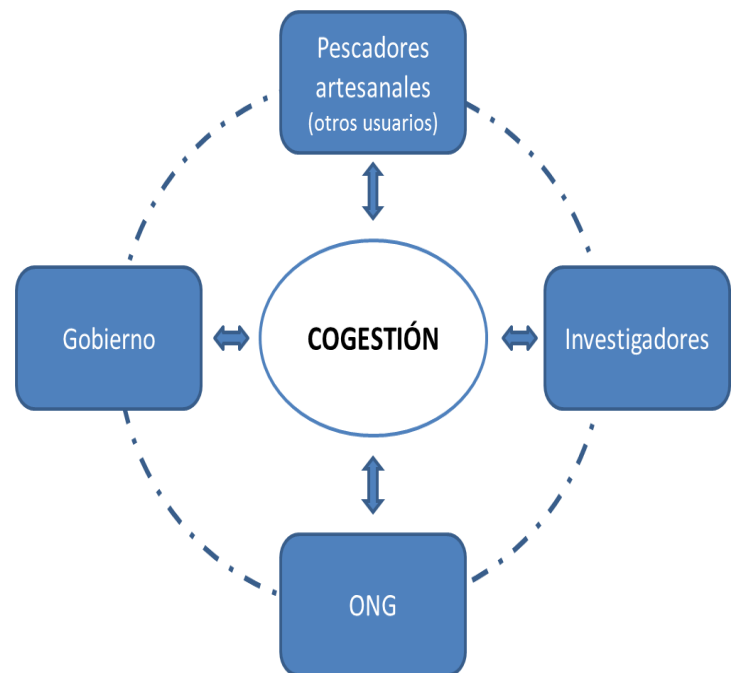 Pescadores
artesanales
(otros usuarios)
Gobierno
COGESTIÓN
Investigadores
ONG